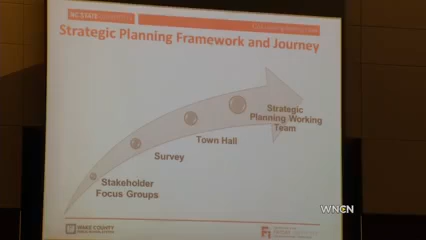 NC STATE
Strategic Planning Framework and Journey
Strategic
Planning Working
Team
Town Hall
Survey
Stakeholder
Focus Groups
WAKE COUNTY
WNCN